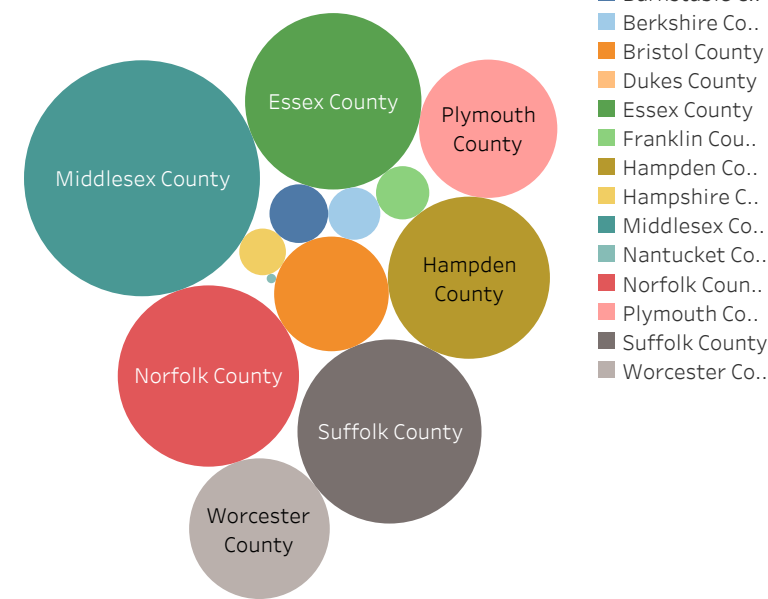 Essex County
Plymouth
County
Middlesex County
Hampden
County
Norfolk County
Suffolk County
Worcester
County
Berkshire Co..
Bristol County
Dukes County
Essex County
Franklin Cou..
Hampden Co..
Hampshire C..
Middlesex Co..
Nantucket Co..
Norfolk Coun..
Plymouth Co..
Suffolk County
Worcester Co..